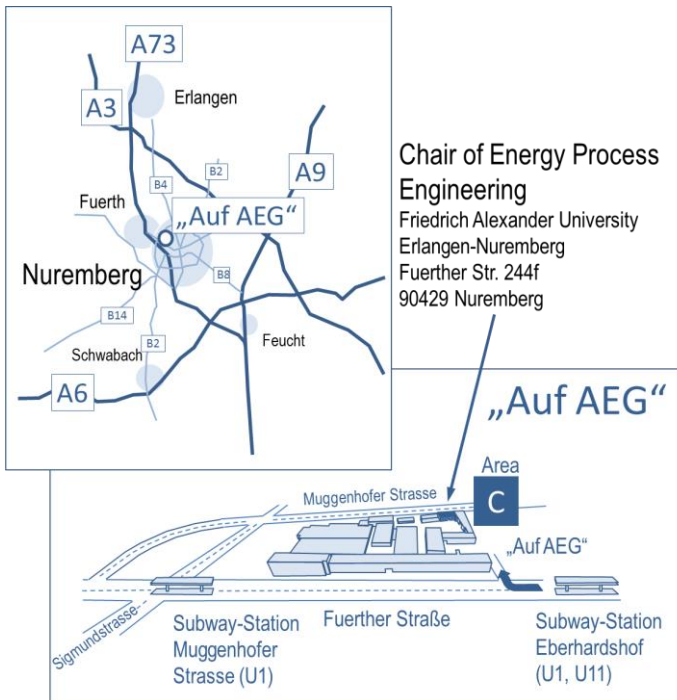 A73
Erlangen
A3
B2
A9
B4
Fuerth
„Auf AEG“
Nuremberg
B8
B14
Feucht
B2
Schwabach
A6
Chair of Energy Process
Engineering
Friedrich Alexander University
Erlangen-Nuremberg
Fuerther Str. 244f
90429 Nuremberg
„Auf AEG“
Area
C
Muggenhofer Strasse
„Auf AEG“
Sigmundstrasse
Subway-Station
Muggenhofer
Strasse (U1)
Fuerther Straße
Subway-Station
Eberhardshof
(U1, U11)